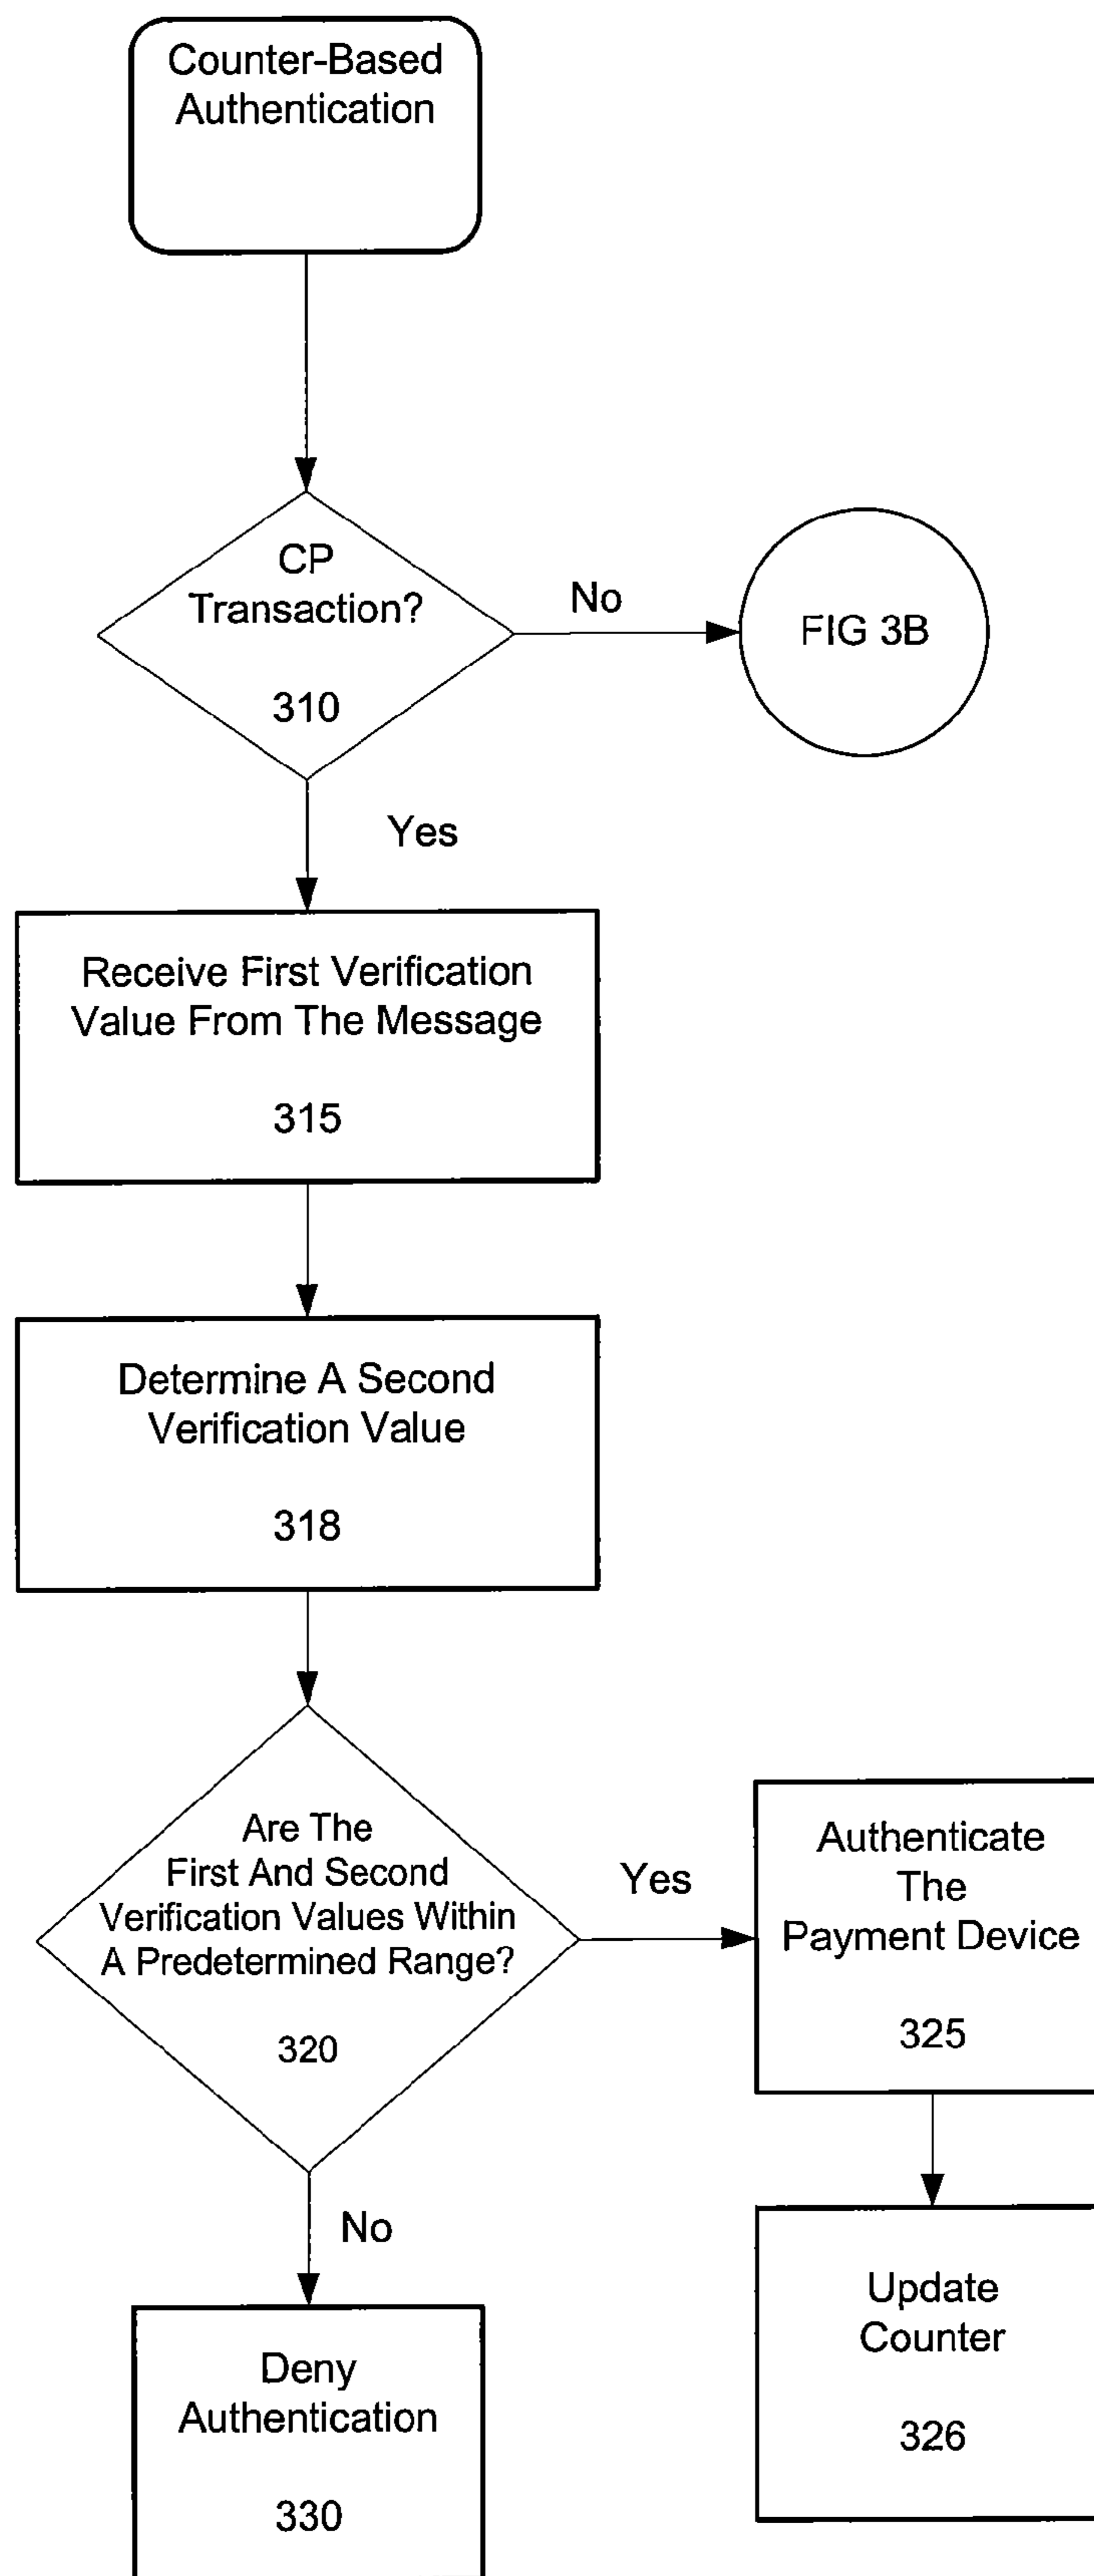 Counter-Based
Authentication
CP
Transaction?
310
No
FIG 3B
Yes
Receive First Verification
Value From The Message
315
Determine A Second
Verification Value
318
Are The
First And Second
Verification Values Within
A Predetermined Range?
320
Yes
Authenticate
The
Payment Device
325
No
Update
Counter
326
Deny
Authentication
330